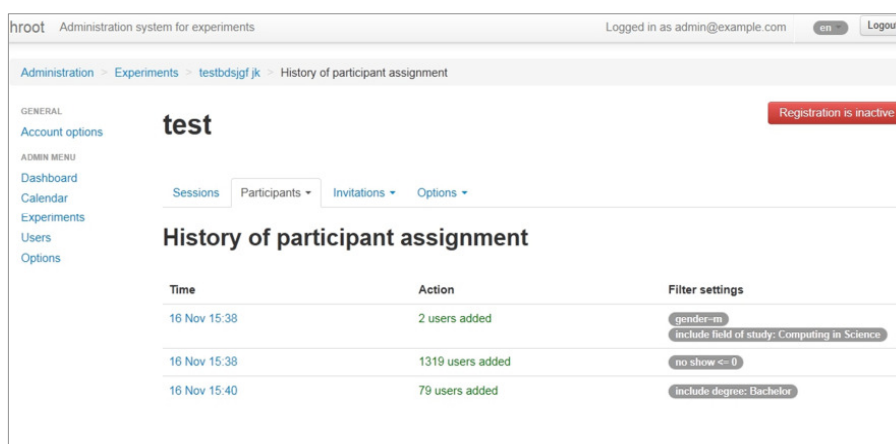 hroot Administration system for experiments Logged in as admin@example.com en Logout
Administration > Experiments > testbdsjgf jk > History of participant assignment
GENERAL
Account options
ADMIN MENU
Dashboard
Calendar
Experiments
Users
Options
test
Registration is inactive
Sessions Participants Invitations Options
History of participant assignment
Time Action Filter settings
16 Nov 15:38 2 users added gender=m
include field of study: Computing in Science
16 Nov 15:38 1319 users added no show <= 0
16 Nov 15:40 79 users added include degree: Bachelor